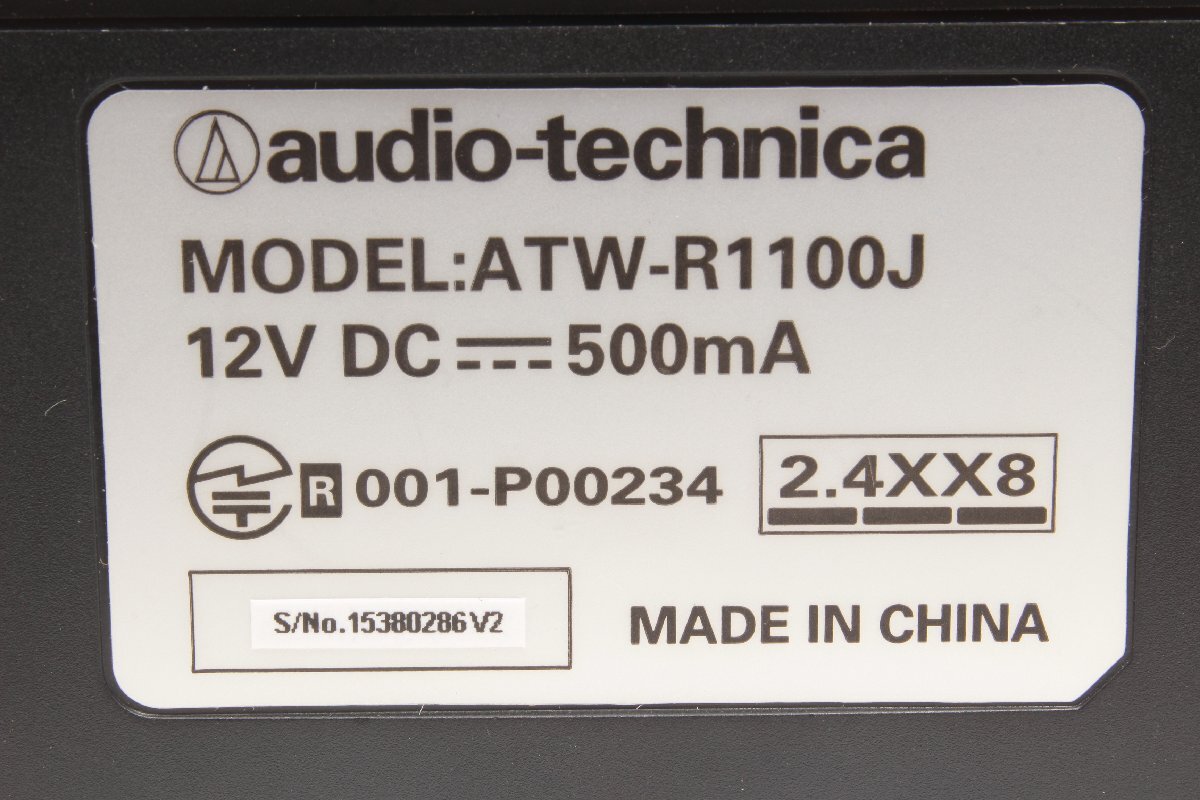 audio-technica
MODEL:ATW-R1100J
12V DC ⎓ 500mA
R 001-P00234
2.4XX8
S/No.15380286V2
MADE IN CHINA